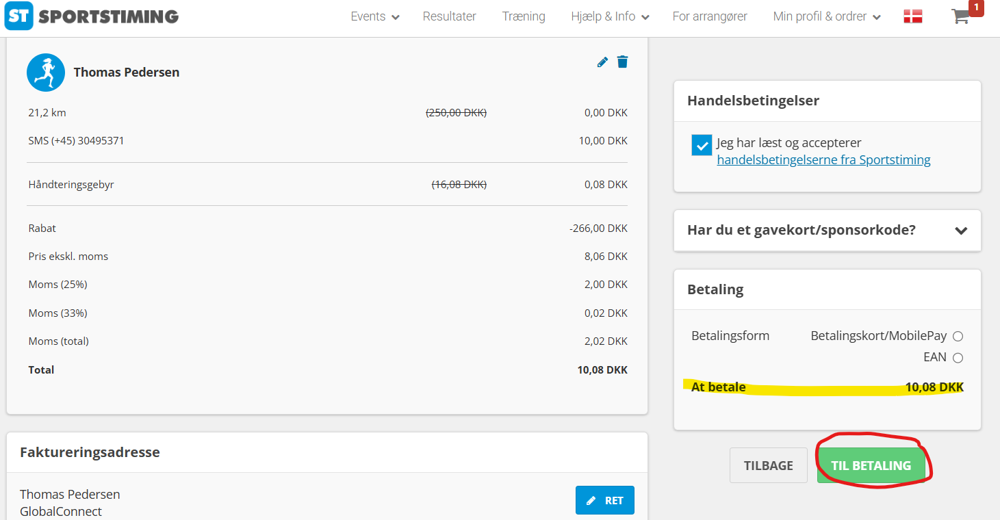 ST SPORTSTIMING
Events Resultater Træning Hjælp & Info For arrangører Min profil & ordrer 1
Thomas Pedersen
21,2 km (250,00 DKK) 0,00 DKK
SMS (+45) 30495371 10,00 DKK
Håndteringsgebyr (16,08 DKK) 0,08 DKK
Rabat -266,00 DKK
Pris ekskl. moms 8,06 DKK
Moms (25%) 2,00 DKK
Moms (33%) 0,02 DKK
Moms (total) 2,02 DKK
Total 10,08 DKK
Faktureringsadresse
Thomas Pedersen
GlobalConnect
RET
Handelsbetingelser
Jeg har læst og accepterer
handelsbetingelserne fra Sportstiming
Har du et gavekort/sponsorkode?
Betaling
Betalingsform Betalingskort/MobilePay
EAN
At betale 10,08 DKK
TILBAGE TIL BETALING